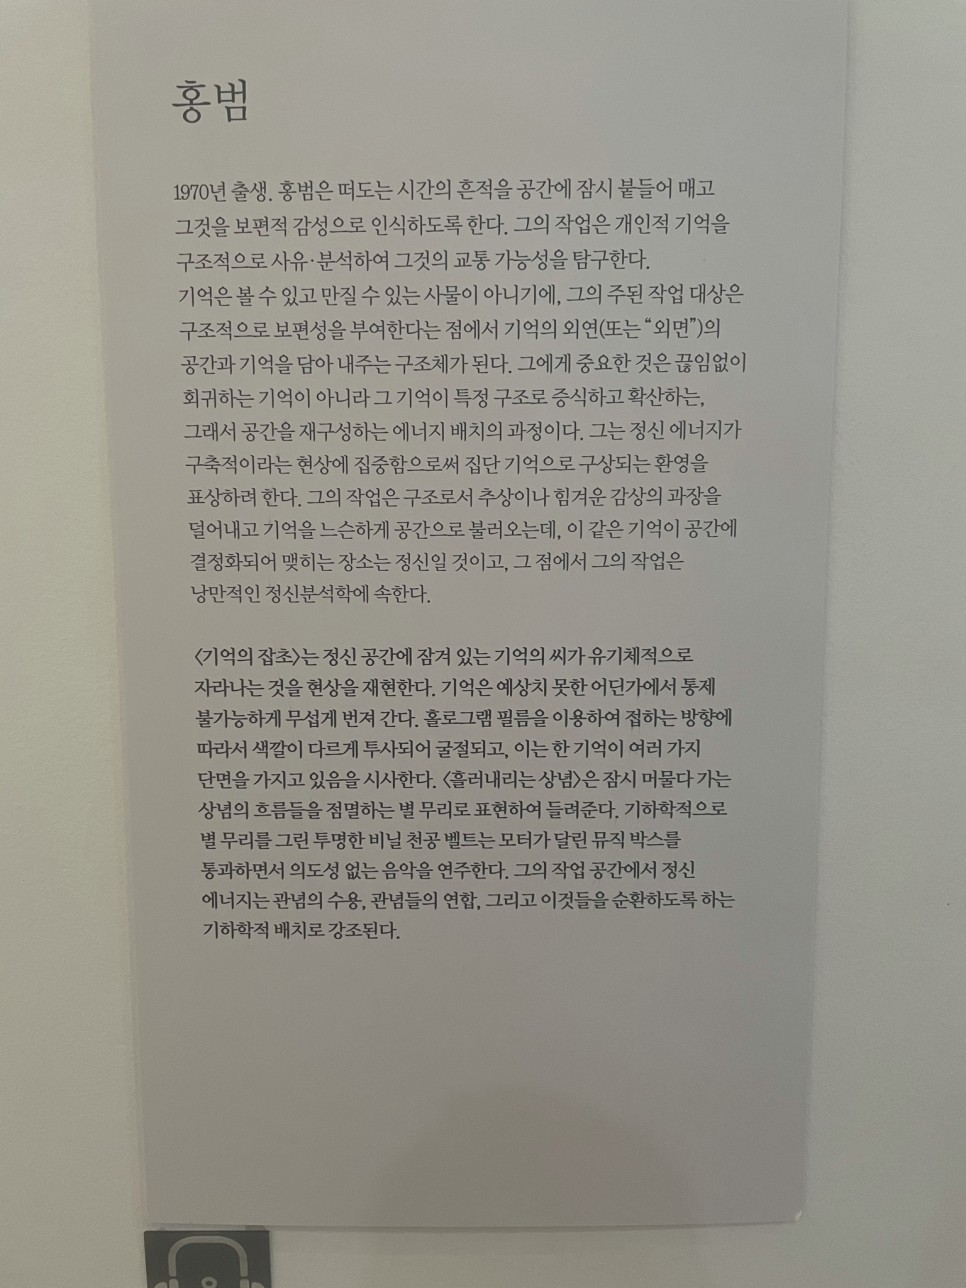 홍범
1970년 출생. 홍범은 떠도는 시간의 흔적을 공간에 잠시 붙들어 매고
그것을 보편적 감성으로 인식하도록 한다. 그의 작업은 개인적 기억을
구조적으로 사유·분석하여 그것의 교통 가능성을 탐구한다.
기억은 볼 수 있고 만질 수 있는 사물이 아니기에, 그의 주된 작업 대상은
구조적으로 보편성을 부여한다는 점에서 기억의 외연(또는 “외면”)의
공간과 기억을 담아 내주는 구조체가 된다. 그에게 중요한 것은 끊임없이
회귀하는 기억이 아니라 그 기억이 특정 구조로 증식하고 확산하는,
그래서 공간을 재구성하는 에너지 배치의 과정이다. 그는 정신 에너지가
구축적이라는 현상에 집중함으로써 집단 기억으로 구상되는 환영을
표상하려 한다. 그의 작업은 구조로서 추상이나 힘겨운 감상의 과장을
덜어내고 기억을 느슨하게 공간으로 불러오는데, 이 같은 기억이 공간에
결정화되어 맺히는 장소는 정신일 것이고, 그 점에서 그의 작업은
낭만적인 정신분석학에 속한다.
〈기억의 잡초〉는 정신 공간에 잠겨 있는 기억의 씨가 유기체적으로
자라나는 것을 현상을 재현한다. 기억은 예상치 못한 어딘가에서 통제
불가능하게 무섭게 번져 간다. 홀로그램 필름을 이용하여 접하는 방향에
따라서 색깔이 다르게 투사되어 굴절되고, 이는 한 기억이 여러 가지
단면을 가지고 있음을 시사한다. 〈흘러내리는 상념〉은 잠시 머물다 가는
상념의 흐름들을 점멸하는 별 무리로 표현하여 들려준다. 기하학적으로
별 무리를 그린 투명한 비닐 천공 벨트는 모터가 달린 뮤직 박스를
통과하면서 의도성 없는 음악을 연주한다. 그의 작업 공간에서 정신
에너지는 관념의 수용, 관념들의 연합, 그리고 이것들을 순환하도록 하는
기하학적 배치로 강조된다.